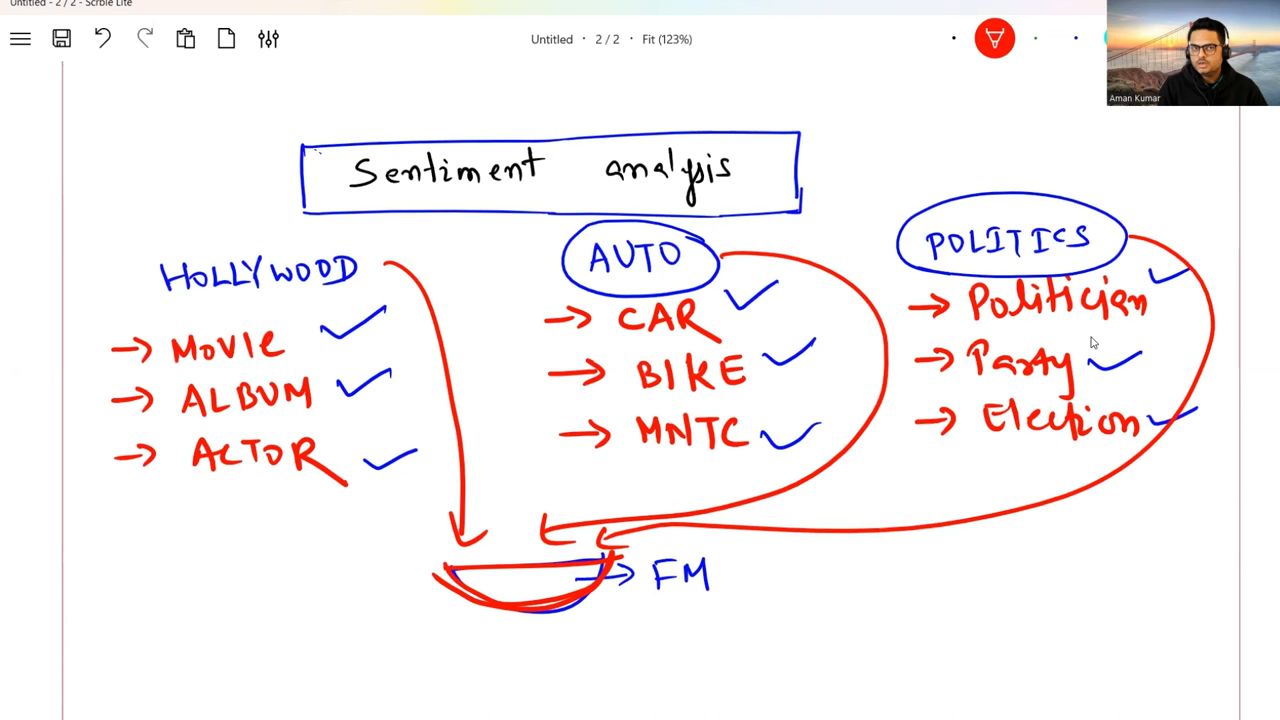 Untitled - 2 / 2 - Scrble Lite
Untitled • 2 / 2 • Fit (123%)
Aman Kumar
Sentiment analysis
HOLLYWOOD
→ MOVIE
→ ALBUM
→ ACTOR
AUTO
→ CAR
→ BIKE
→ MNTC
POLITICS
→ Politician
→ Party
→ Election
→ FM